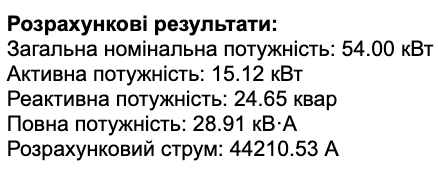 Розрахункові результати:
Загальна номінальна потужність: 54.00 кВт
Активна потужність: 15.12 кВт
Реактивна потужність: 24.65 квар
Повна потужність: 28.91 кВ·А
Розрахунковий струм: 44210.53 А